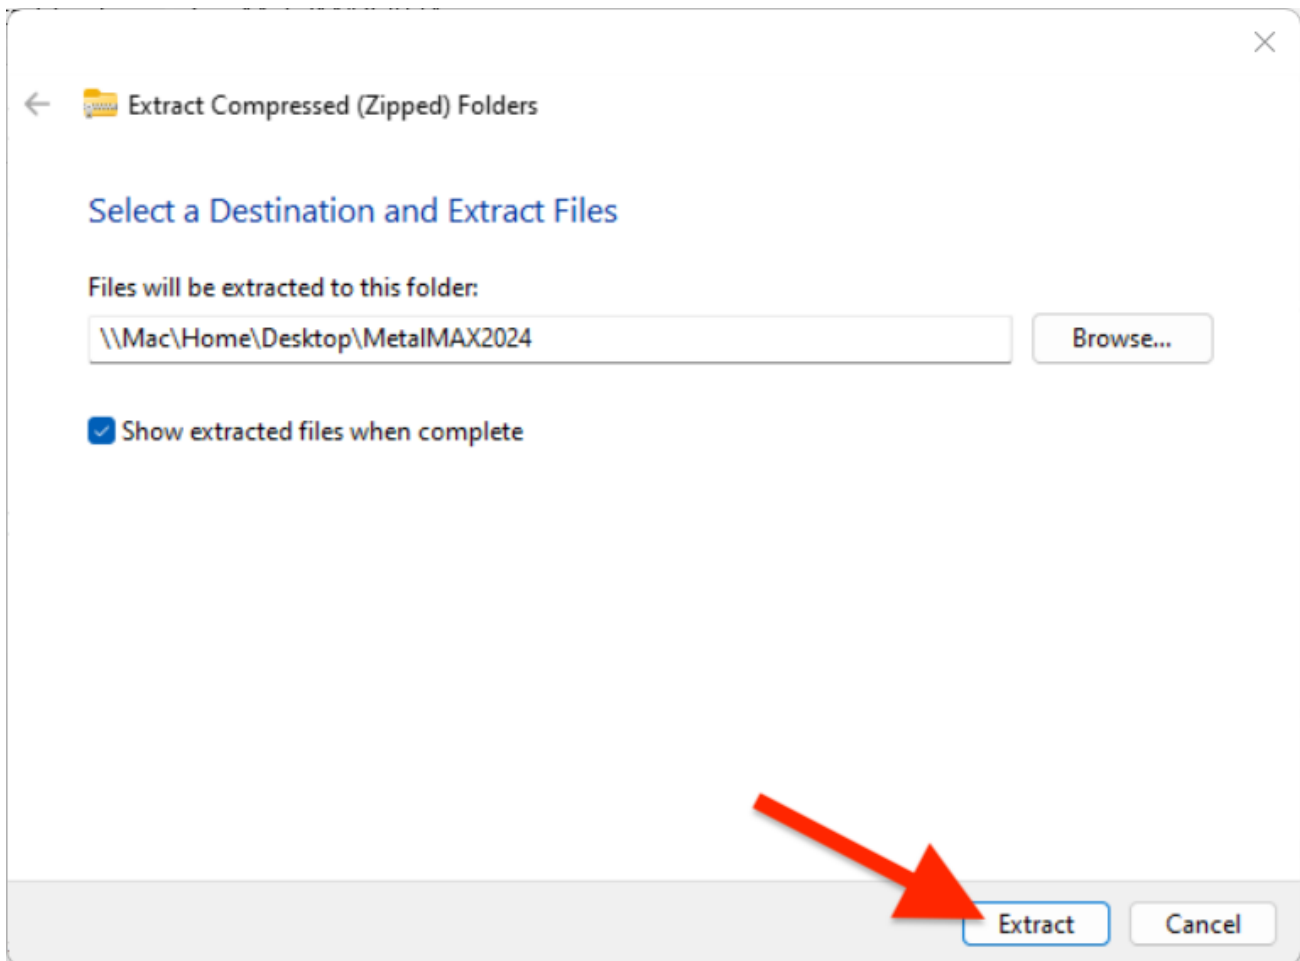 Extract Compressed (Zipped) Folders
Select a Destination and Extract Files
Files will be extracted to this folder:
\\Mac\Home\Desktop\MetalMAX2024
Browse...
Show extracted files when complete
Extract
Cancel